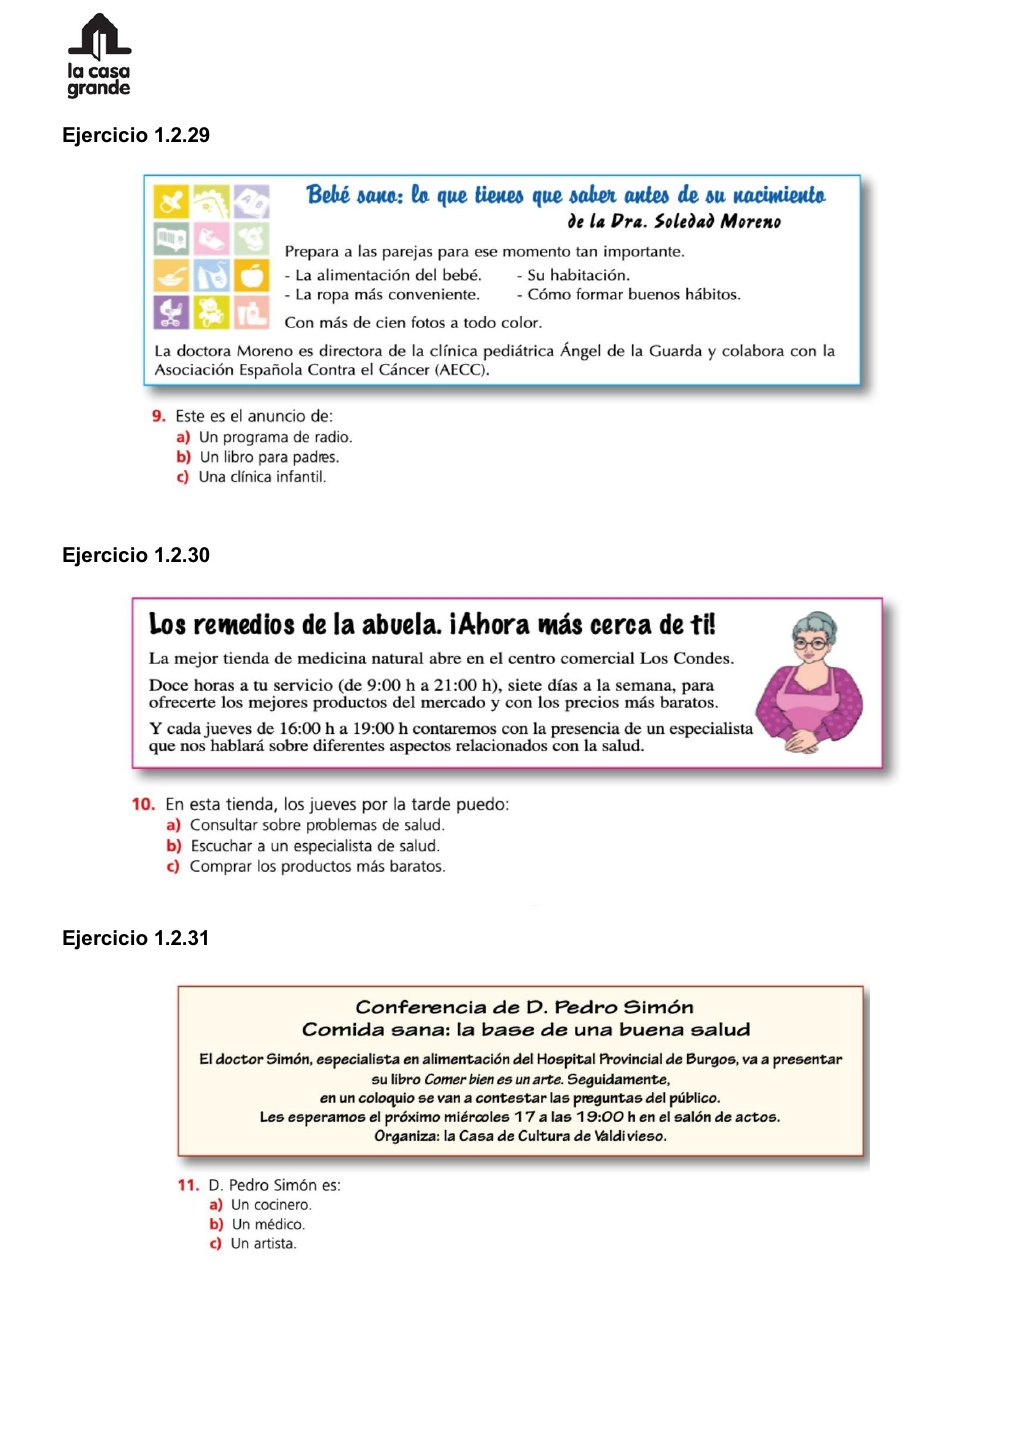 la casa
grande
Ejercicio 1.2.29
Bebé sano: lo que tienes que saber antes de su nacimiento
de la Dra. Soledad Moreno
Prepara a las parejas para ese momento tan importante.
- La alimentación del bebé. - Su habitación.
- La ropa más conveniente. - Cómo formar buenos hábitos.
Con más de cien fotos a todo color.
La doctora Moreno es directora de la clínica pediátrica Ángel de la Guarda y colabora con la
Asociación Española Contra el Cáncer (AECC).
9. Este es el anuncio de:
a) Un programa de radio.
b) Un libro para padres.
c) Una clínica infantil.
Ejercicio 1.2.30
Los remedios de la abuela. ¡Ahora más cerca de ti!
La mejor tienda de medicina natural abre en el centro comercial Los Condes.
Doce horas a tu servicio (de 9:00 h a 21:00 h), siete días a la semana, para
ofrecerte los mejores productos del mercado y con los precios más baratos.
Y cada jueves de 16:00 h a 19:00 h contaremos con la presencia de un especialista
que nos hablará sobre diferentes aspectos relacionados con la salud.
10. En esta tienda, los jueves por la tarde puedo:
a) Consultar sobre problemas de salud.
b) Escuchar a un especialista de salud.
c) Comprar los productos más baratos.
Ejercicio 1.2.31
Conferencia de D. Pedro Simón
Comida sana: la base de una buena salud
El doctor Simón, especialista en alimentación del Hospital Provincial de Burgos, va a presentar
su libro Comer bien es un arte. Seguidamente,
en un coloquio se van a contestar las preguntas del público.
Les esperamos el próximo miércoles 17 a las 19:00 h en el salón de actos.
Organiza: la Casa de Cultura de Valdivieso.
11. D. Pedro Simón es:
a) Un cocinero.
b) Un médico.
c) Un artista.